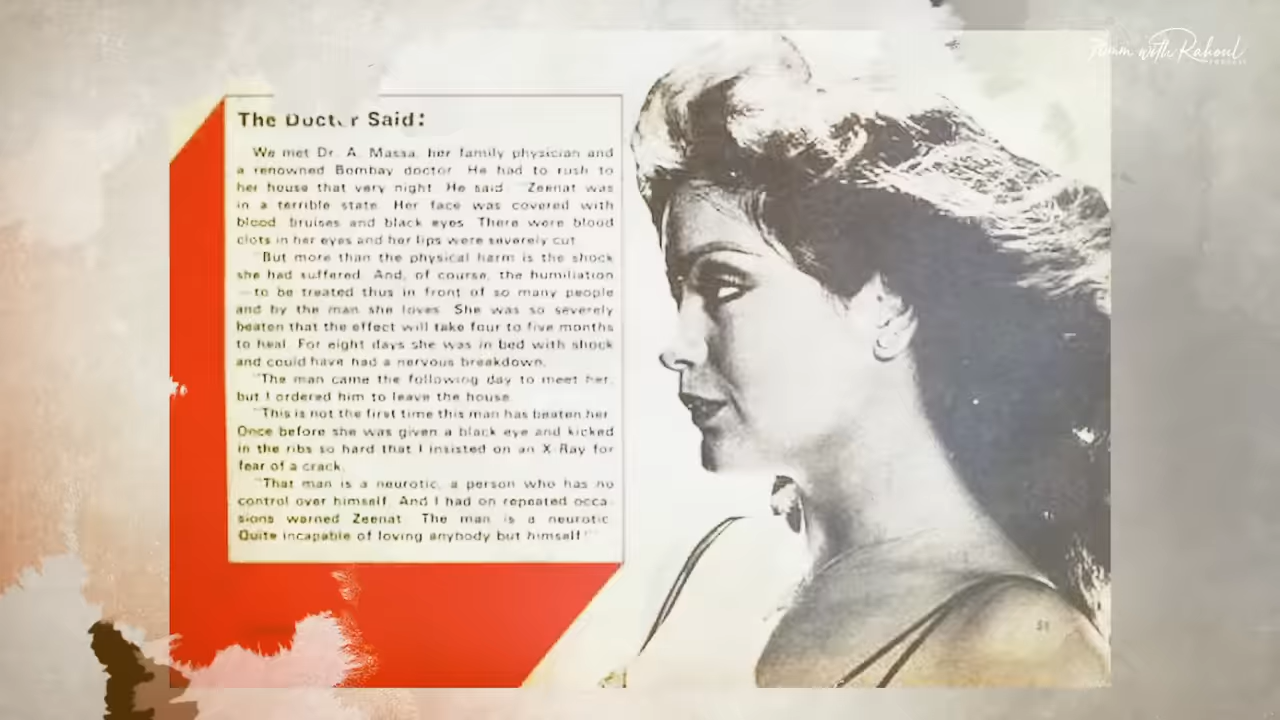 with Rahoul
PODCAST
The Doctor Said:
We met Dr. A. Massa, her family physician and
a renowned Bombay doctor. He had to rush to
her house that very night. He said "Zeenat was
in a terrible state. Her face was covered with
blood, bruises and black eyes. There were blood
clots in her eyes and her lips were severely cut.
"But more than the physical harm is the shock
she had suffered. And, of course, the humiliation
—to be treated thus in front of so many people
and by the man she loves. She was so severely
beaten that the effect will take four to five months
to heal. For eight days she was in bed with shock
and could have had a nervous breakdown.
"The man came the following day to meet her,
but I ordered him to leave the house.
"This is not the first time this man has beaten her.
Once before she was given a black eye and kicked
in the ribs so hard that I insisted on an X-Ray for
fear of a crack.
"That man is a neurotic, a person who has no
control over himself. And I had on repeated occa-
sions warned Zeenat. The man is a neurotic.
Quite incapable of loving anybody but himself!"
51